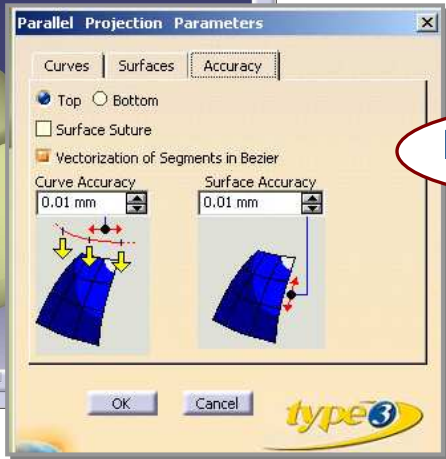 Parallel Projection Parameters
Curves Surfaces Accuracy
Top Bottom
Surface Suture
Vectorization of Segments in Bezier
Curve Accuracy Surface Accuracy
0.01 mm 0.01 mm
OK Cancel
type3